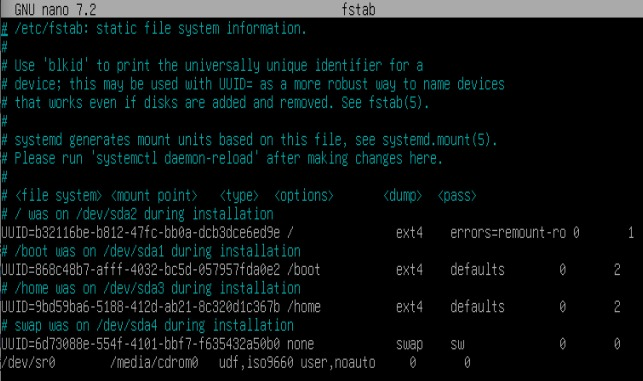 GNU nano 7.2 fstab
# /etc/fstab: static file system information.
#
# Use 'blkid' to print the universally unique identifier for a
# device; this may be used with UUID= as a more robust way to name devices
# that works even if disks are added and removed. See fstab(5).
#
# systemd generates mount units based on this file, see systemd.mount(5).
# Please run 'systemctl daemon-reload' after making changes here.
#
# <file system> <mount point> <type> <options> <dump> <pass>
# / was on /dev/sda2 during installation
UUID=b32116be-b812-47fc-bb0a-dcb3dce6ed9e / ext4 errors=remount-ro 0 1
# /boot was on /dev/sda1 during installation
UUID=868c48b7-afff-4032-bc5d-057957fda0e2 /boot ext4 defaults 0 2
# /home was on /dev/sda3 during installation
UUID=9bd59ba6-5188-412d-ab21-8c320d1c367b /home ext4 defaults 0 2
# swap was on /dev/sda4 during installation
UUID=6d73088e-554f-4101-bbf7-f635432a50b0 none swap sw 0 0
/dev/sr0 /media/cdrom0 udf,iso9660 user,noauto 0 0